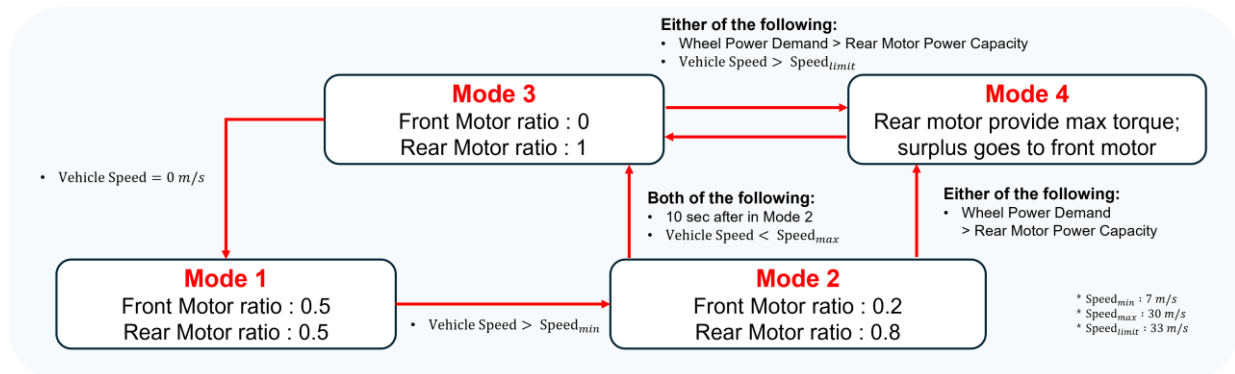 Either of the following:
• Wheel Power Demand > Rear Motor Power Capacity
• Vehicle Speed > Speed_limit
Mode 3
Front Motor ratio : 0
Rear Motor ratio : 1
Mode 4
Rear motor provide max torque;
surplus goes to front motor
• Vehicle Speed = 0 m/s
Both of the following:
• 10 sec after in Mode 2
• Vehicle Speed < Speed_max
Either of the following:
• Wheel Power Demand
> Rear Motor Power Capacity
Mode 1
Front Motor ratio : 0.5
Rear Motor ratio : 0.5
• Vehicle Speed > Speed_min
Mode 2
Front Motor ratio : 0.2
Rear Motor ratio : 0.8
* Speed_min : 7 m/s
* Speed_max : 30 m/s
* Speed_limit : 33 m/s